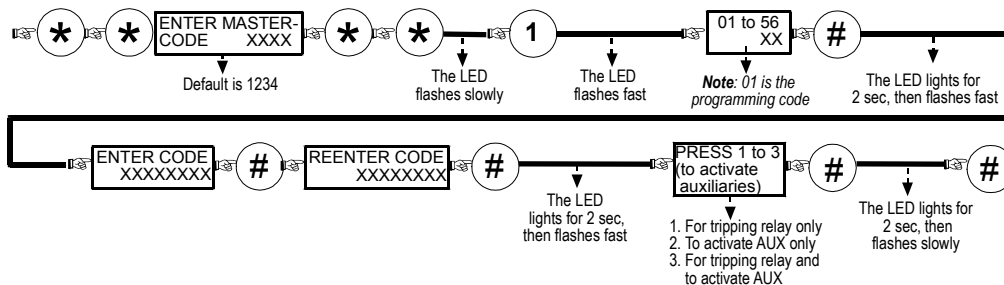 * * ENTER MASTER-
CODE XXXX
* * 1 01 to 56
XX
#
Default is 1234
The LED
flashes slowly
The LED
flashes fast
Note: 01 is the
programming code
The LED lights for
2 sec, then flashes fast
ENTER CODE
XXXXXXXX
#
REENTER CODE
XXXXXXXX
#
The LED
lights for 2 sec,
then flashes fast
PRESS 1 to 3
(to activate
auxiliaries)
1. For tripping relay only
2. To activate AUX only
3. For tripping relay and
to activate AUX
#
The LED lights for
2 sec, then
flashes slowly
#